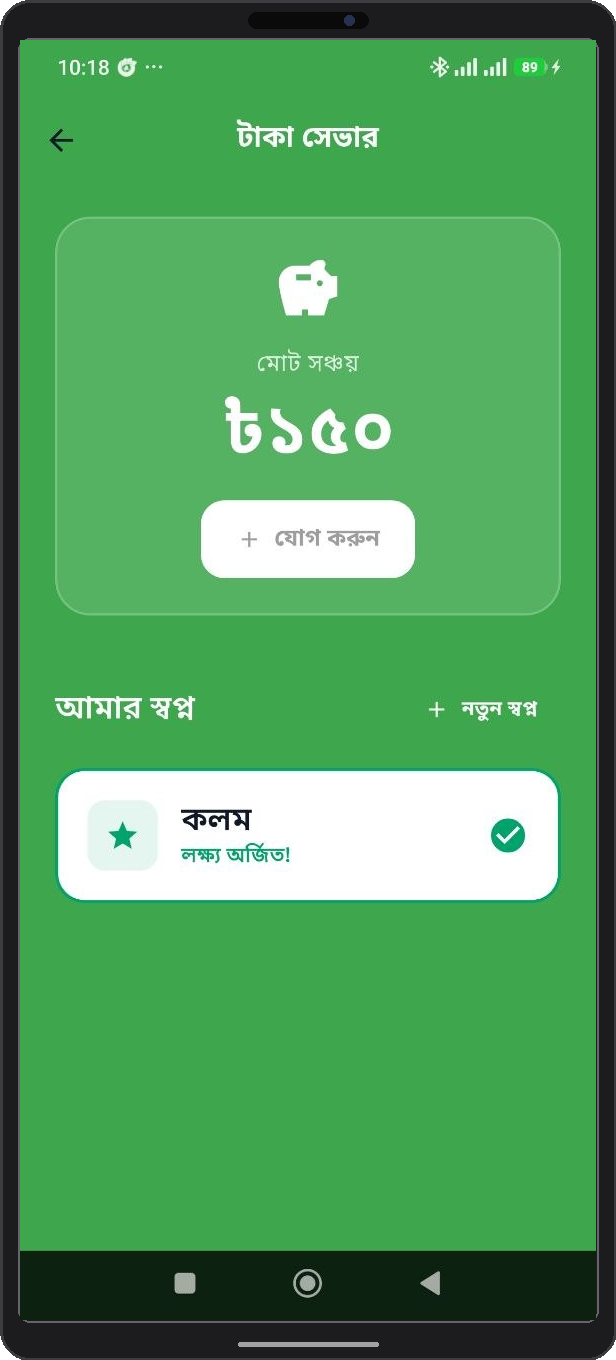 10:18
89
টাকা সেভার
মোট সঞ্চয়
৳১৫০
+ যোগ করুন
আমার স্বপ্ন
+ নতুন স্বপ্ন
কলম
লক্ষ্য অর্জিত!